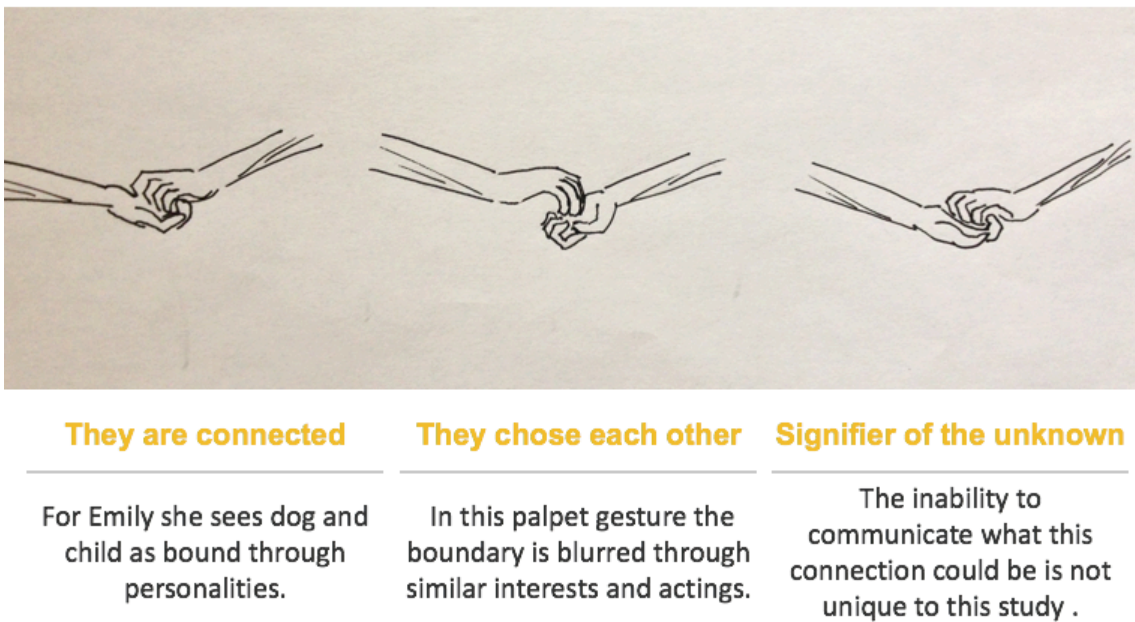 They are connected
For Emily she sees dog and
child as bound through
personalities.
They chose each other
In this palpet gesture the
boundary is blurred through
similar interests and actings.
Signifier of the unknown
The inability to
communicate what this
connection could be is not
unique to this study .